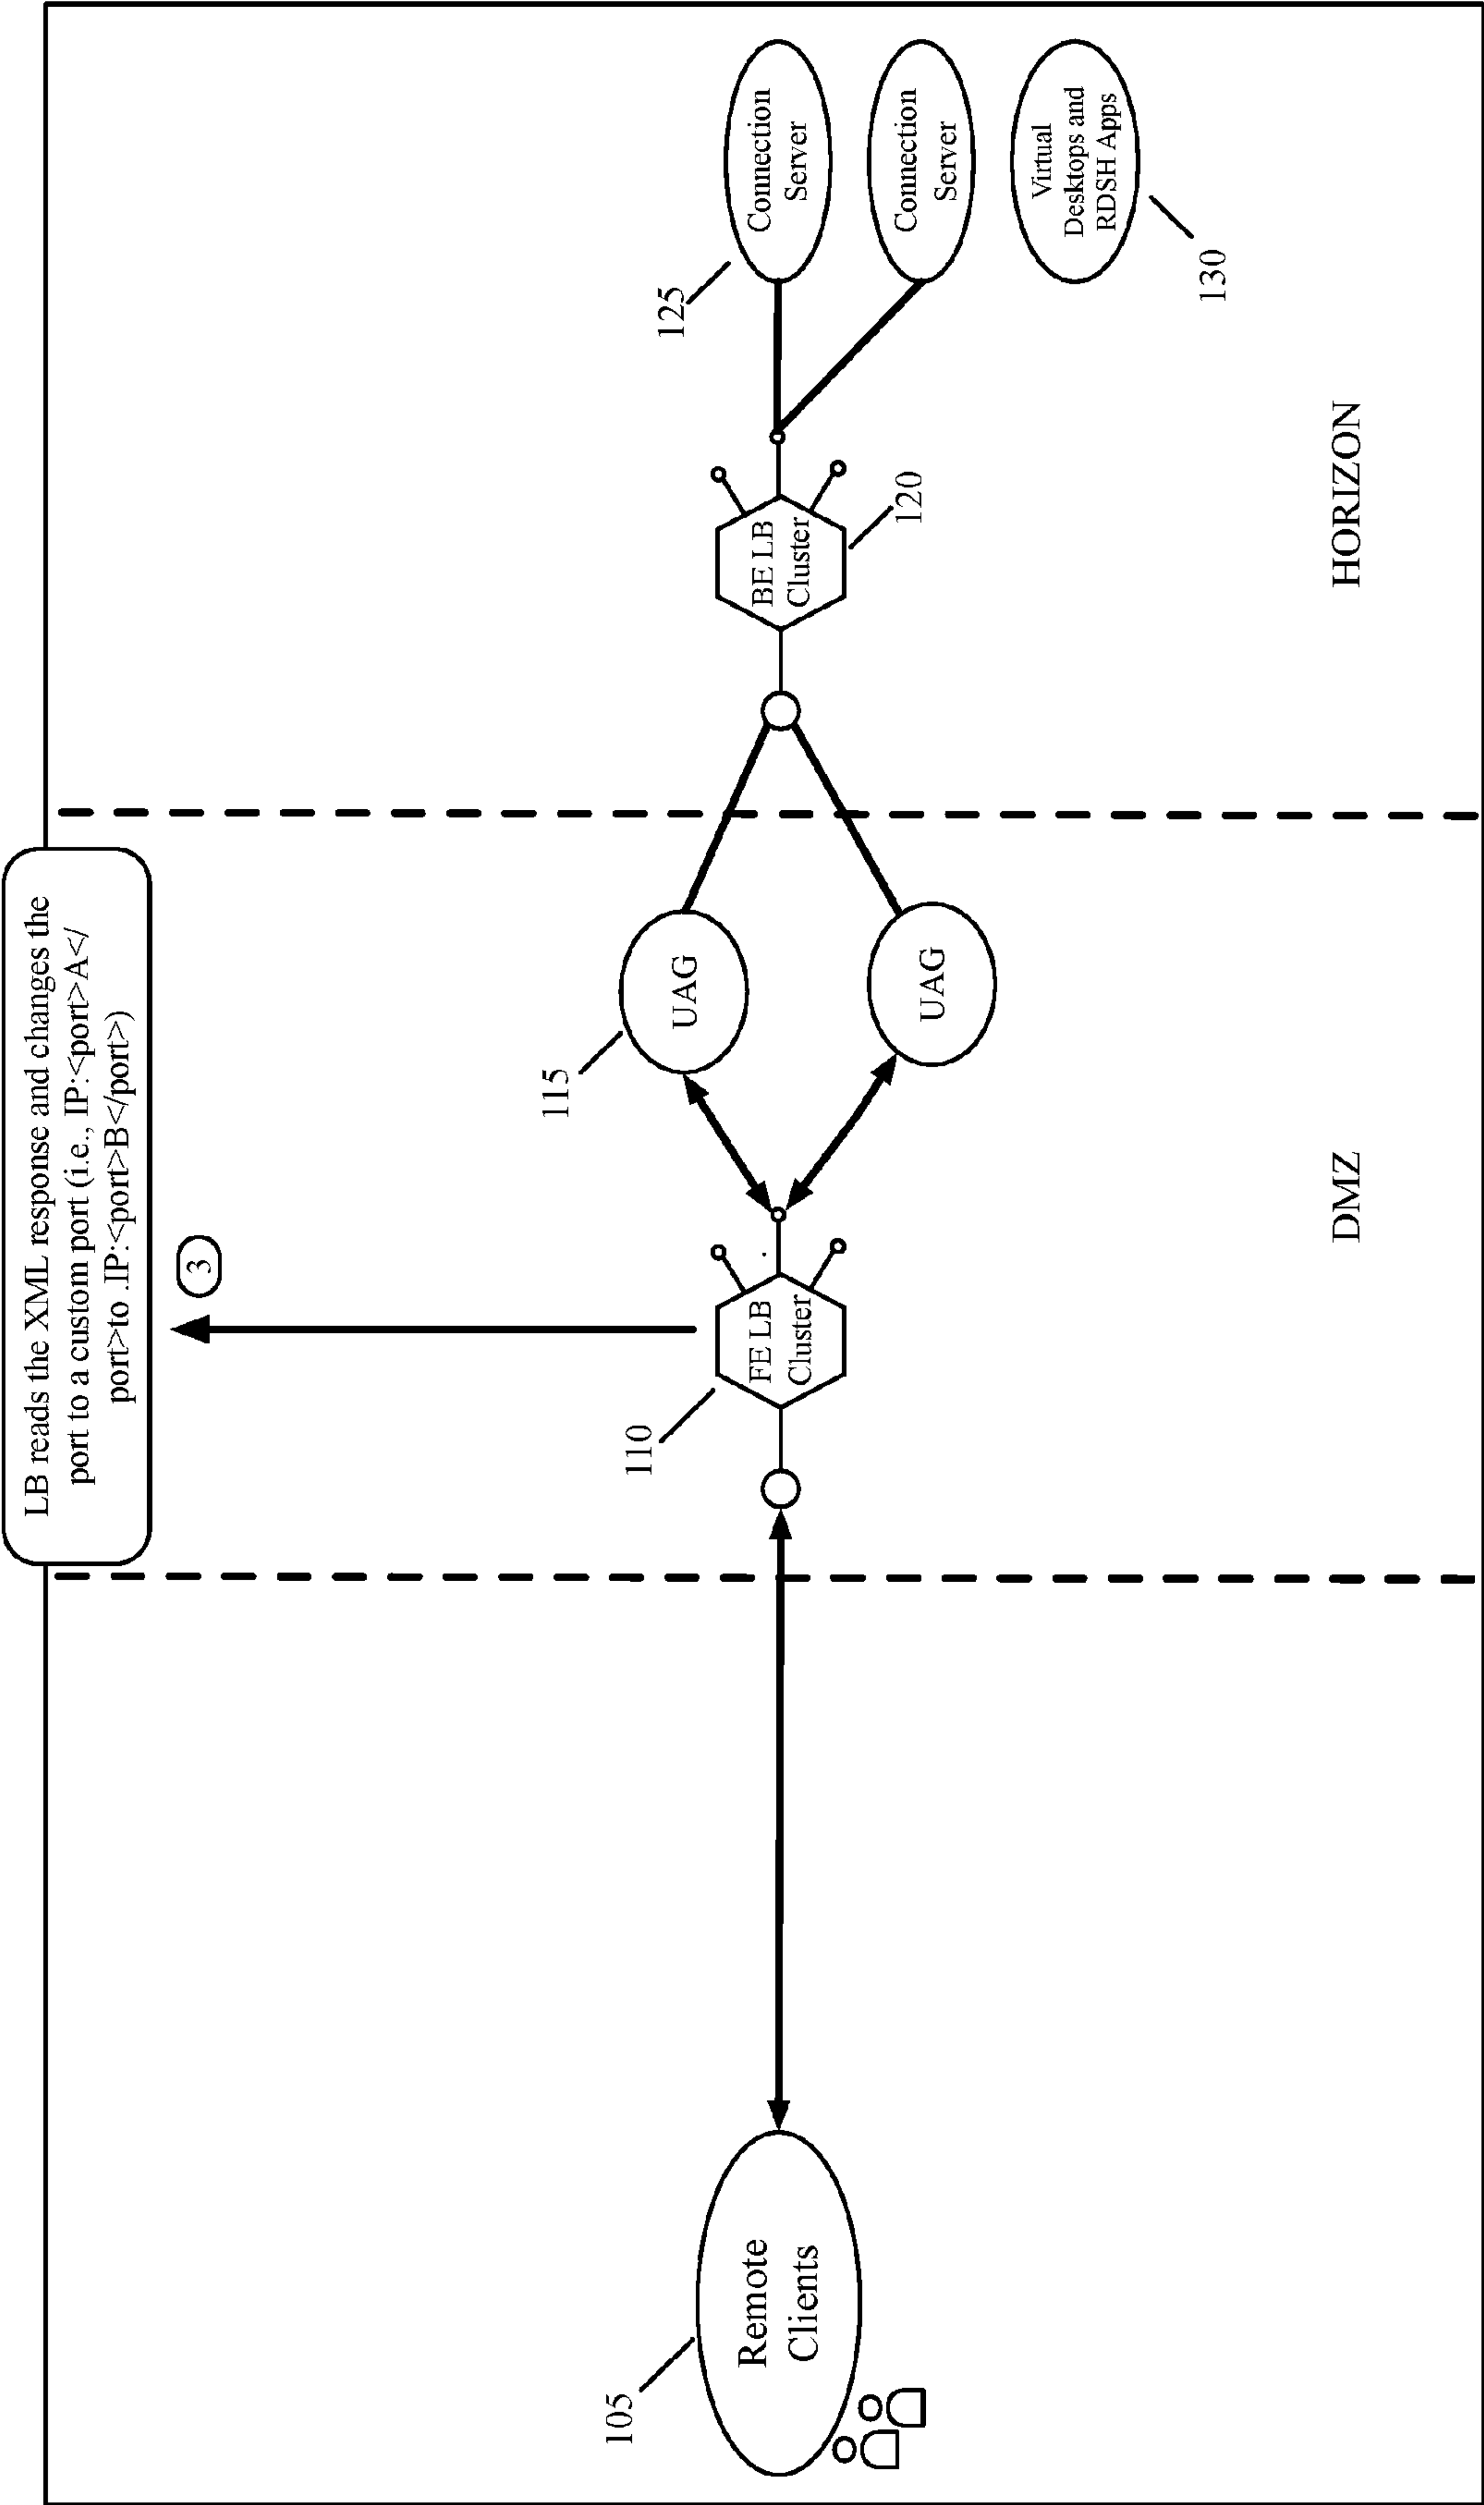 LB reads the XML response and changes the
port to a custom port (i.e., IP:<port>A</
port>to .IP:<port>B</port>)
3
105
Remote
Clients
110
FE LB
Cluster
115
UAG
UAG
120
BE LB
Cluster
125
Connection
Server
Connection
Server
Virtual
Desktops and
RDSH Apps
130
DMZ
HORIZON